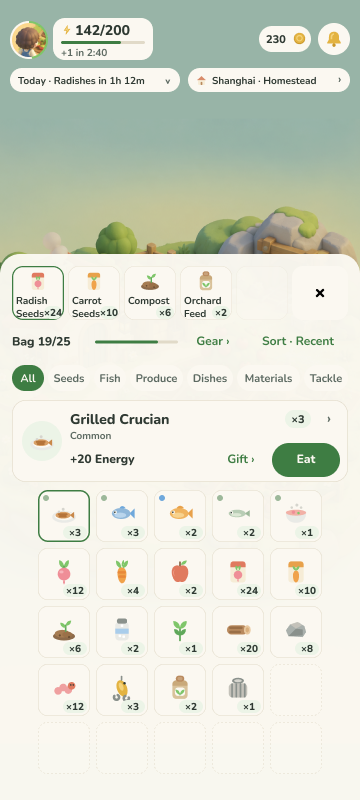 142/200
+1 in 2:40
230
Today · Radishes in 1h 12m
Shanghai · Homestead
Radish Seeds ×24
Carrot Seeds ×10
Compost ×6
Orchard Feed ×2
Bag 19/25
Gear ›
Sort · Recent
All
Seeds
Fish
Produce
Dishes
Materials
Tackle
Grilled Crucian
×3
Common
+20 Energy
Gift ›
Eat
×3 ×2 ×2 ×2 ×1
×12 ×4 ×2 ×24 ×10
×6 ×2 ×1 ×20 ×8
×12 ×3 ×2 ×1